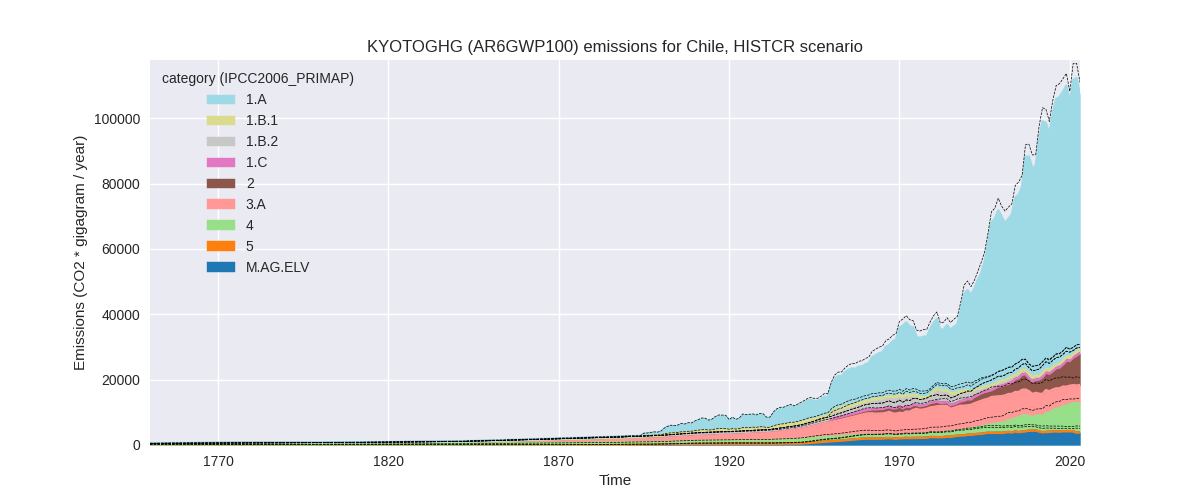 KYOTOGHG (AR6GWP100) emissions for Chile, HISTCR scenario
category (IPCC2006_PRIMAP)
1.A
1.B.1
1.B.2
1.C
2
3.A
4
5
M.AG.ELV
Emissions (CO2 * gigagram / year)
100000
80000
60000
40000
20000
0
1770
1820
1870
1920
1970
2020
Time